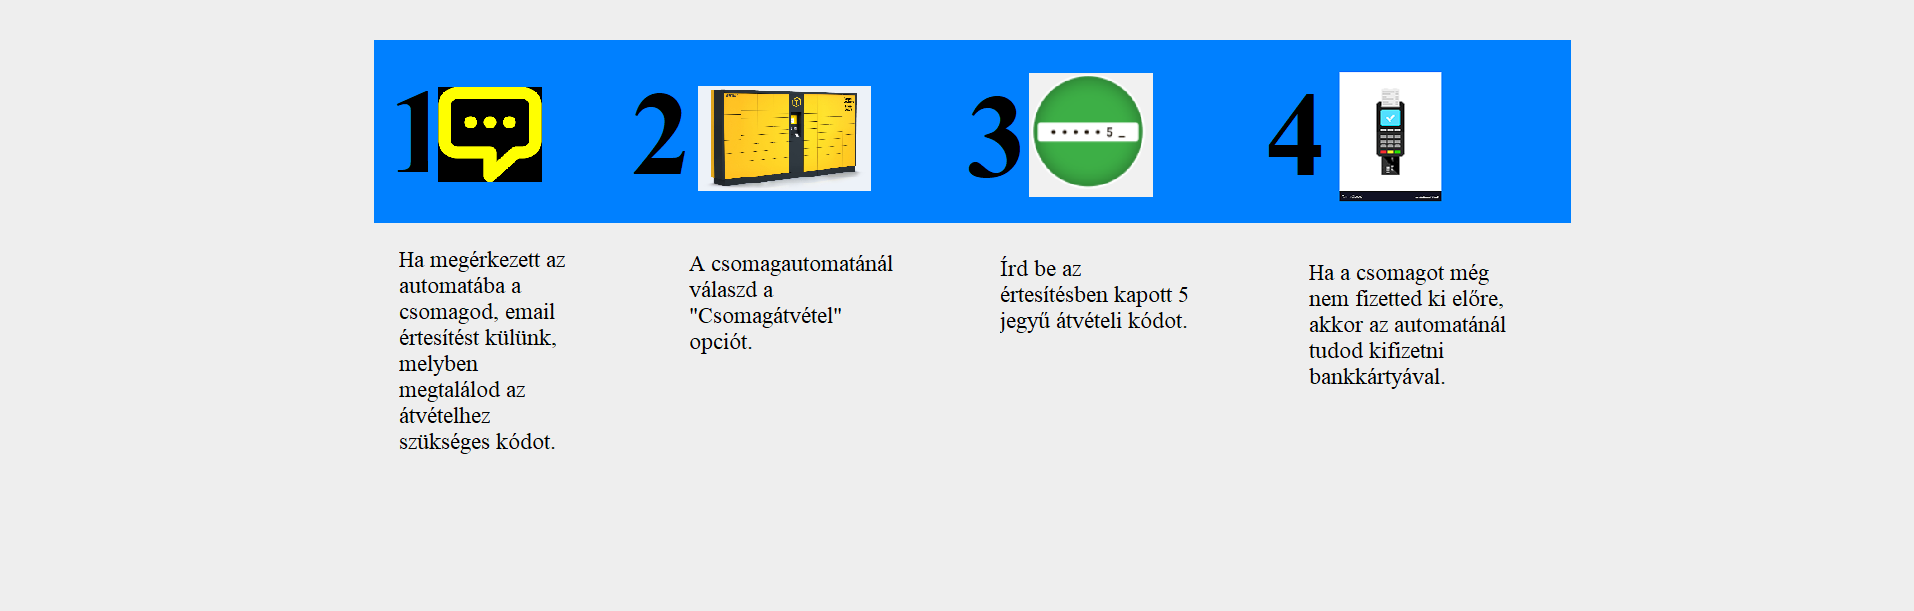 1
2
3
5 _
4
Ha megérkezett az
automatába a
csomagod, email
értesítést külünk,
melyben
megtalálod az
átvételhez
szükséges kódot.
A csomagautomatánál
válaszd a
"Csomagátvétel"
opciót.
Írd be az
értesítésben kapott 5
jegyű átvételi kódot.
Ha a csomagot még
nem fizetted ki előre,
akkor az automatánál
tudod kifizetni
bankkártyával.